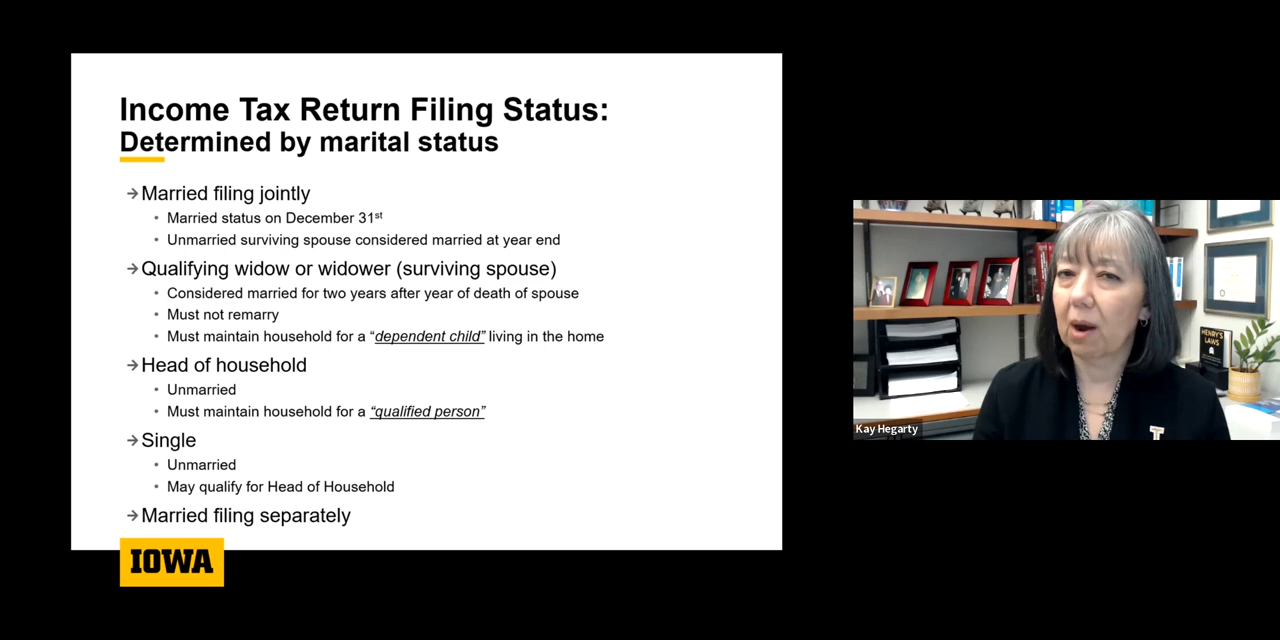 Income Tax Return Filing Status:
Determined by marital status
→Married filing jointly
• Married status on December 31st
• Unmarried surviving spouse considered married at year end
→Qualifying widow or widower (surviving spouse)
• Considered married for two years after year of death of spouse
• Must not remarry
• Must maintain household for a “dependent child” living in the home
→Head of household
• Unmarried
• Must maintain household for a “qualified person”
→Single
• Unmarried
• May qualify for Head of Household
→Married filing separately
IOWA
Kay Hegarty
HENRY'S
LAWS